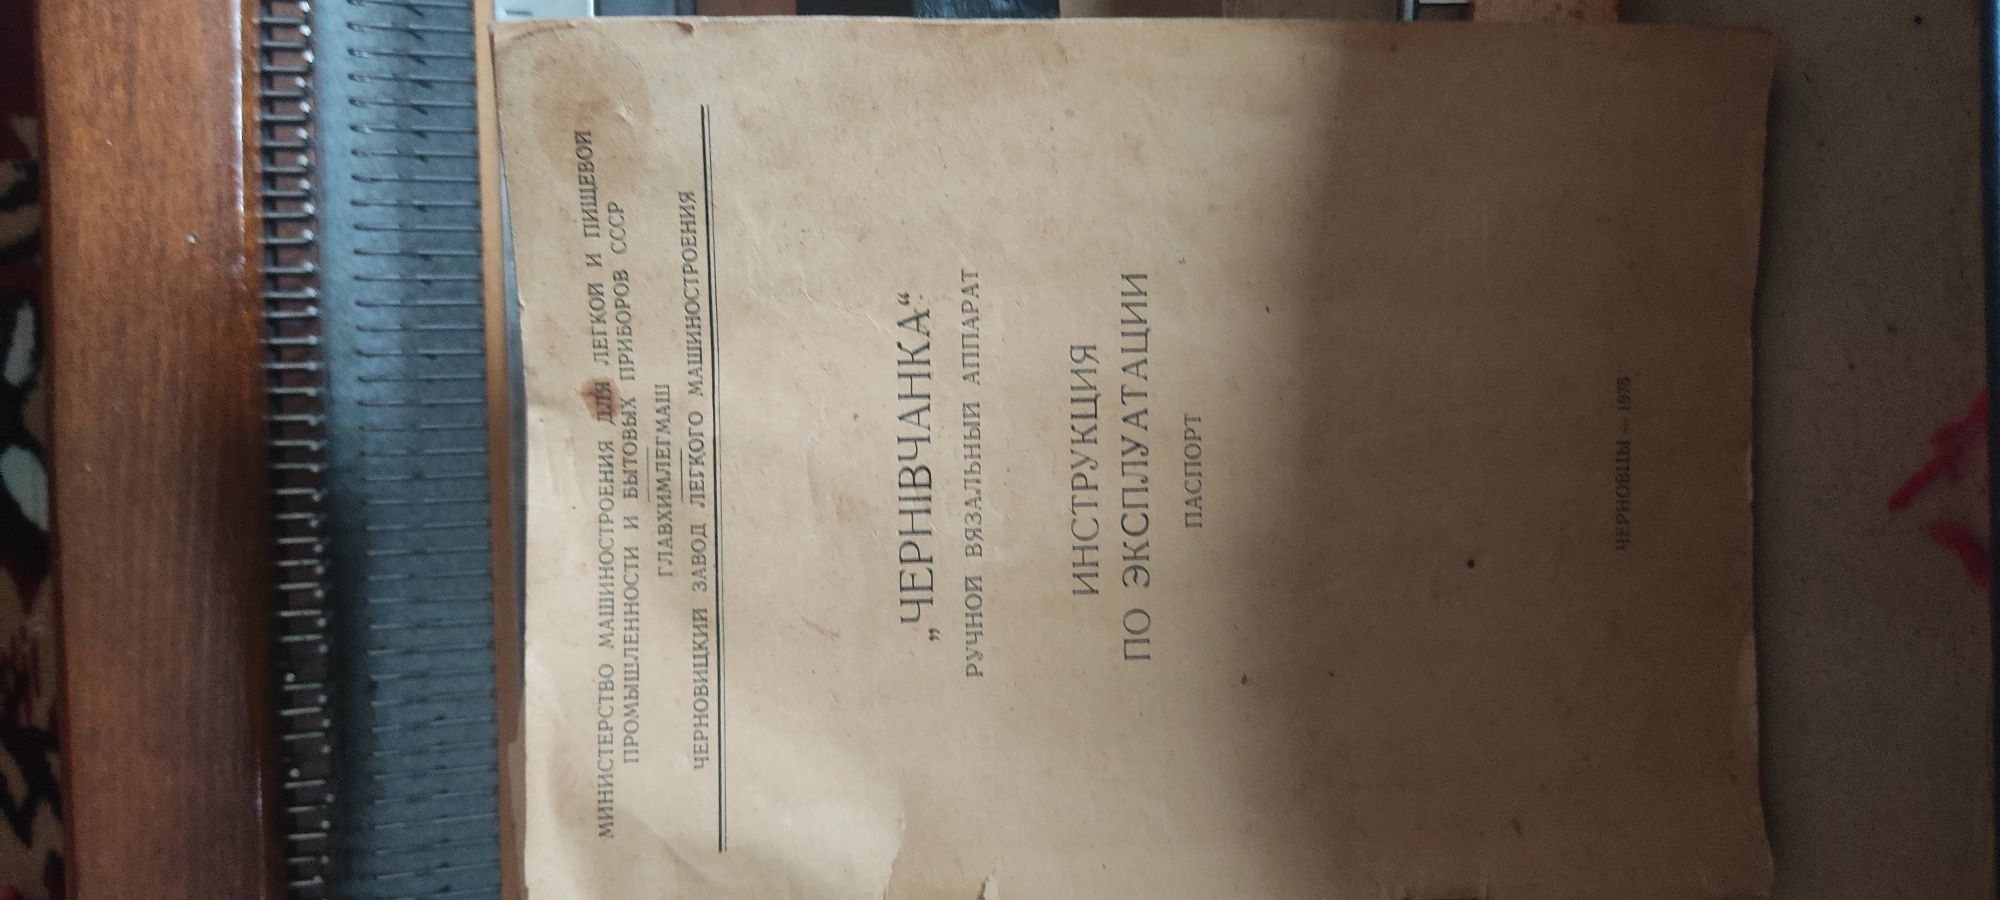 МИНИСТЕРСТВО МАШИНОСТРОЕНИЯ ДЛЯ ЛЕГКОЙ И ПИЩЕВОЙ
ПРОМЫШЛЕННОСТИ И БЫТОВЫХ ПРИБОРОВ СССР
ГЛАВХИМЛЕГМАШ
ЧЕРНОВИЦКИЙ ЗАВОД ЛЕГКОГО МАШИНОСТРОЕНИЯ
„ЧЕРНІВЧАНКА“
РУЧНОЙ ВЯЗАЛЬНЫЙ АППАРАТ
ИНСТРУКЦИЯ
ПО ЭКСПЛУАТАЦИИ
ПАСПОРТ
ЧЕРНОВЦЫ –